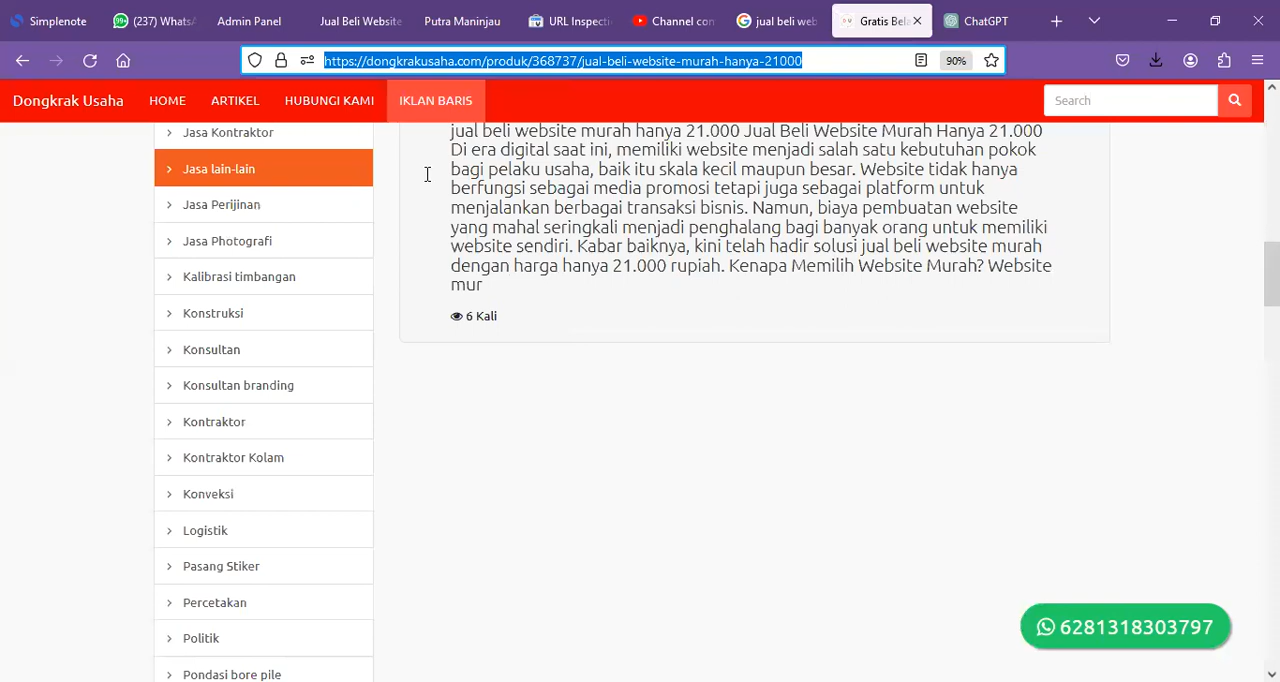 Simplenote
(237) Whats
Admin Panel
Jual Beli Website
Putra Maninjau
URL Inspecti
Channel con
jual beli web
Gratis Bela
ChatGPT
https://dongkrakusaha.com/produk/368737/jual-beli-website-murah-hanya-21000
90%
Dongkrak Usaha
HOME
ARTIKEL
HUBUNGI KAMI
IKLAN BARIS
Search
Jasa Kontraktor
Jasa lain-lain
Jasa Perijinan
Jasa Photografi
Kalibrasi timbangan
Konstruksi
Konsultan
Konsultan branding
Kontraktor
Kontraktor Kolam
Konveksi
Logistik
Pasang Stiker
Percetakan
Politik
Pondasi bore pile
jual beli website murah hanya 21.000 Jual Beli Website Murah Hanya 21.000
Di era digital saat ini, memiliki website menjadi salah satu kebutuhan pokok
bagi pelaku usaha, baik itu skala kecil maupun besar. Website tidak hanya
berfungsi sebagai media promosi tetapi juga sebagai platform untuk
menjalankan berbagai transaksi bisnis. Namun, biaya pembuatan website
yang mahal seringkali menjadi penghalang bagi banyak orang untuk memiliki
website sendiri. Kabar baiknya, kini telah hadir solusi jual beli website murah
dengan harga hanya 21.000 rupiah. Kenapa Memilih Website Murah? Website
mur
6 Kali
6281318303797